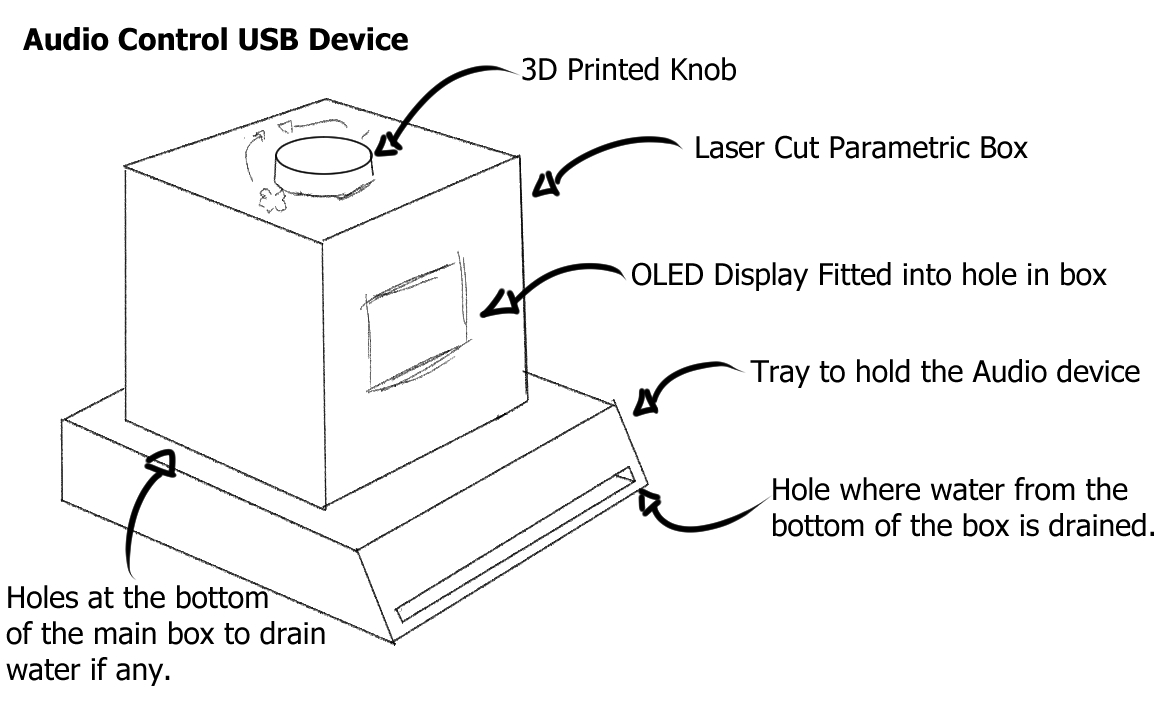 Audio Control USB Device
3D Printed Knob
Laser Cut Parametric Box
OLED Display Fitted into hole in box
Tray to hold the Audio device
Hole where water from the
bottom of the box is drained.
Holes at the bottom
of the main box to drain
water if any.